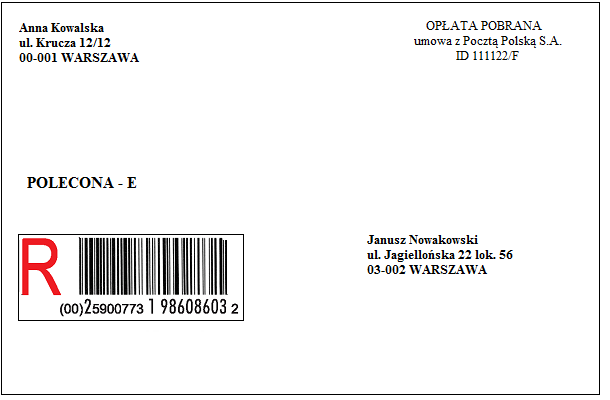 Anna Kowalska
ul. Krucza 12/12
00-001 WARSZAWA
OPŁATA POBRANA
umowa z Pocztą Polską S.A.
ID 111122/F
POLECONA - E
R
(00)25900773 1 98608603 2
Janusz Nowakowski
ul. Jagiellońska 22 lok. 56
03-002 WARSZAWA